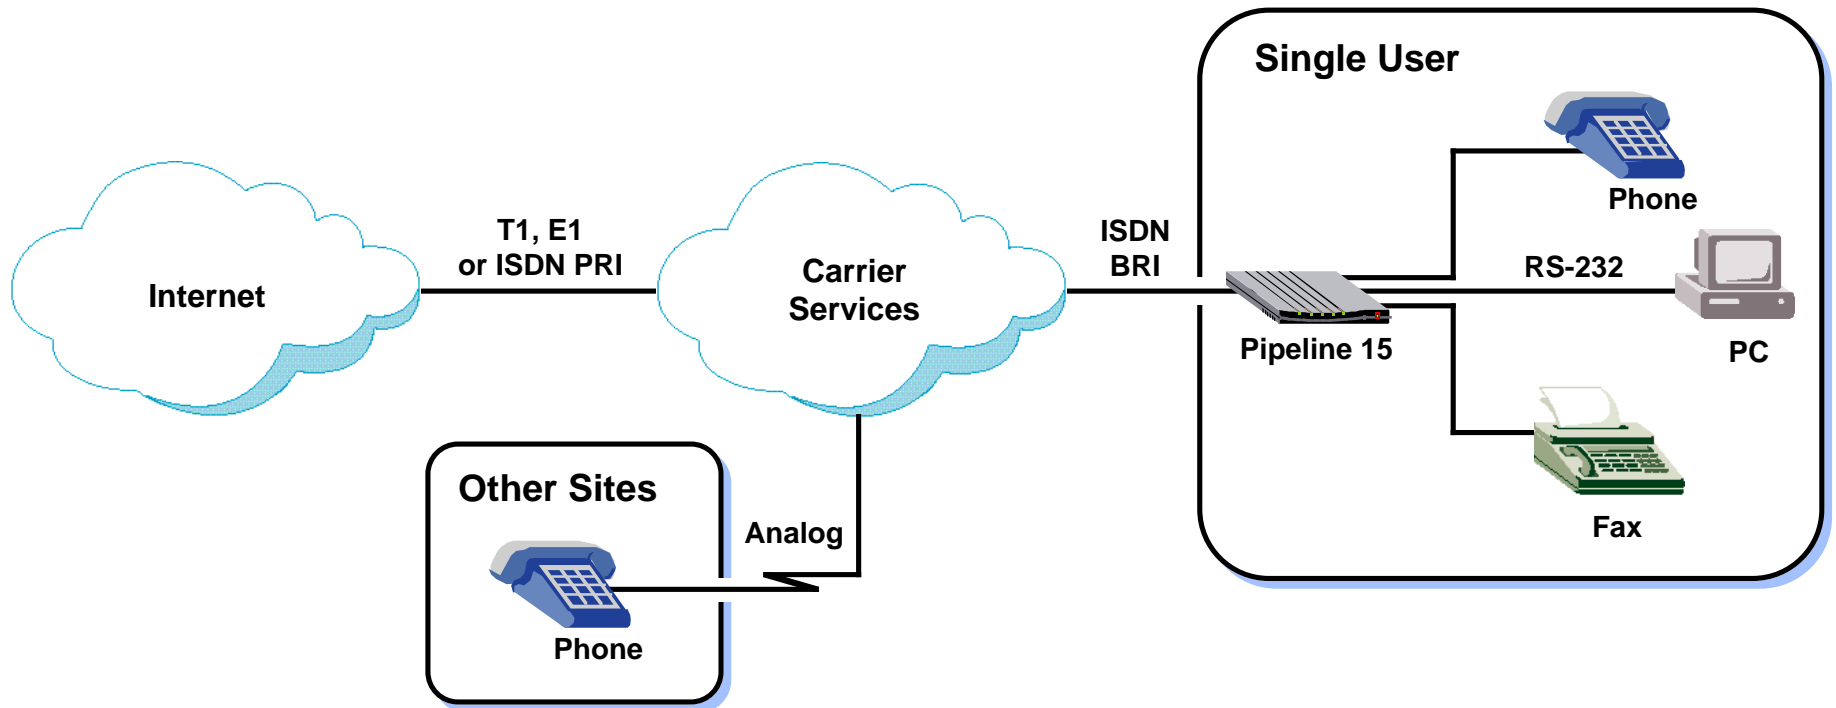 Single User
Phone
T1, E1
or ISDN PRI
ISDN
BRI
Internet
Carrier
Services
RS-232
Pipeline 15
PC
Other Sites
Analog
Fax
Phone